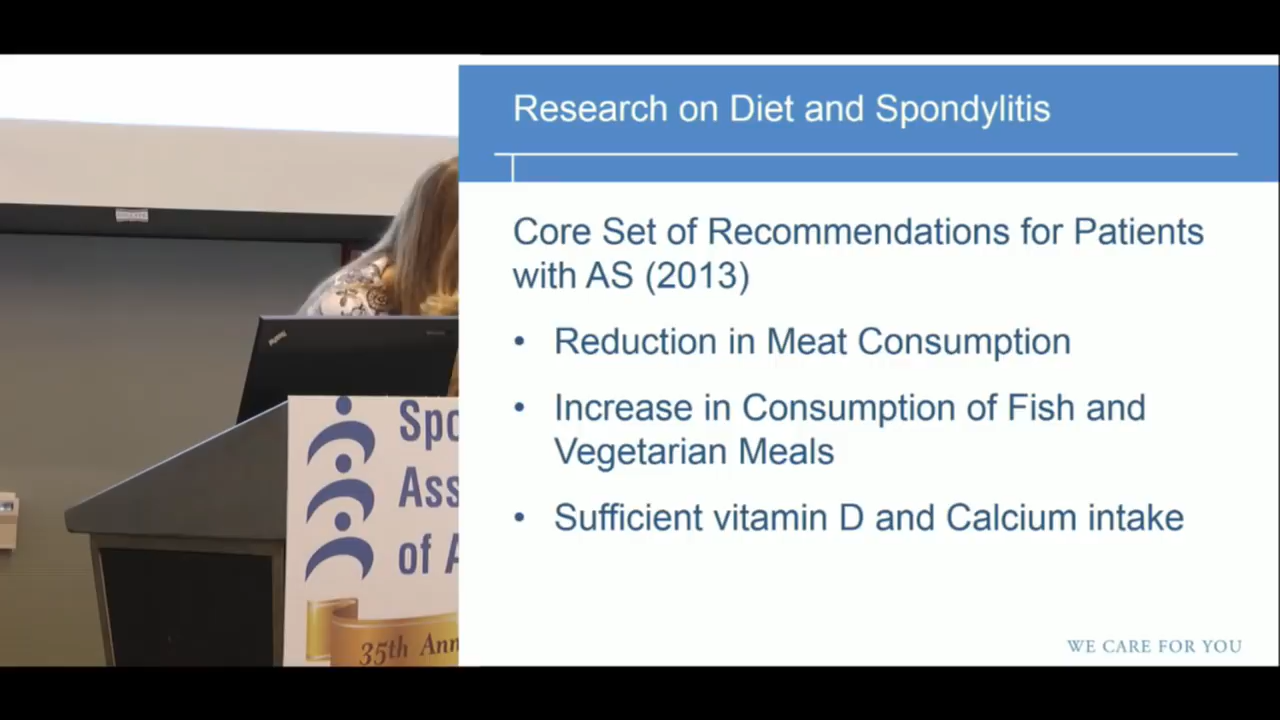 Research on Diet and Spondylitis
Core Set of Recommendations for Patients
with AS (2013)
• Reduction in Meat Consumption
• Increase in Consumption of Fish and
Vegetarian Meals
• Sufficient vitamin D and Calcium intake
WE CARE FOR YOU
Spo
Ass
of A
35th Ann